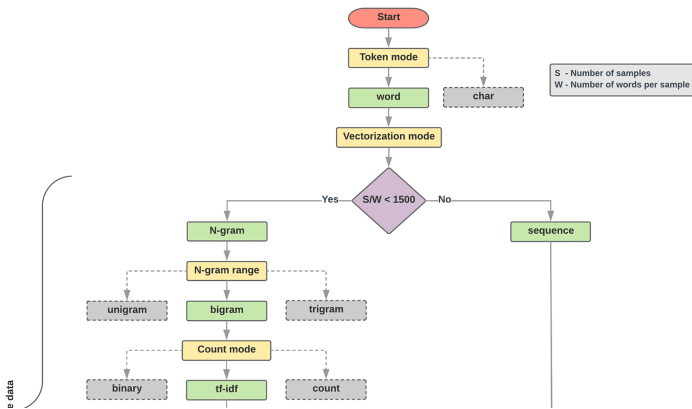 Start
Token mode
word
char
S - Number of samples
W - Number of words per sample
Vectorization mode
Yes
S/W < 1500
No
N-gram
sequence
N-gram range
unigram
bigram
trigram
Count mode
binary
tf-idf
count
e data